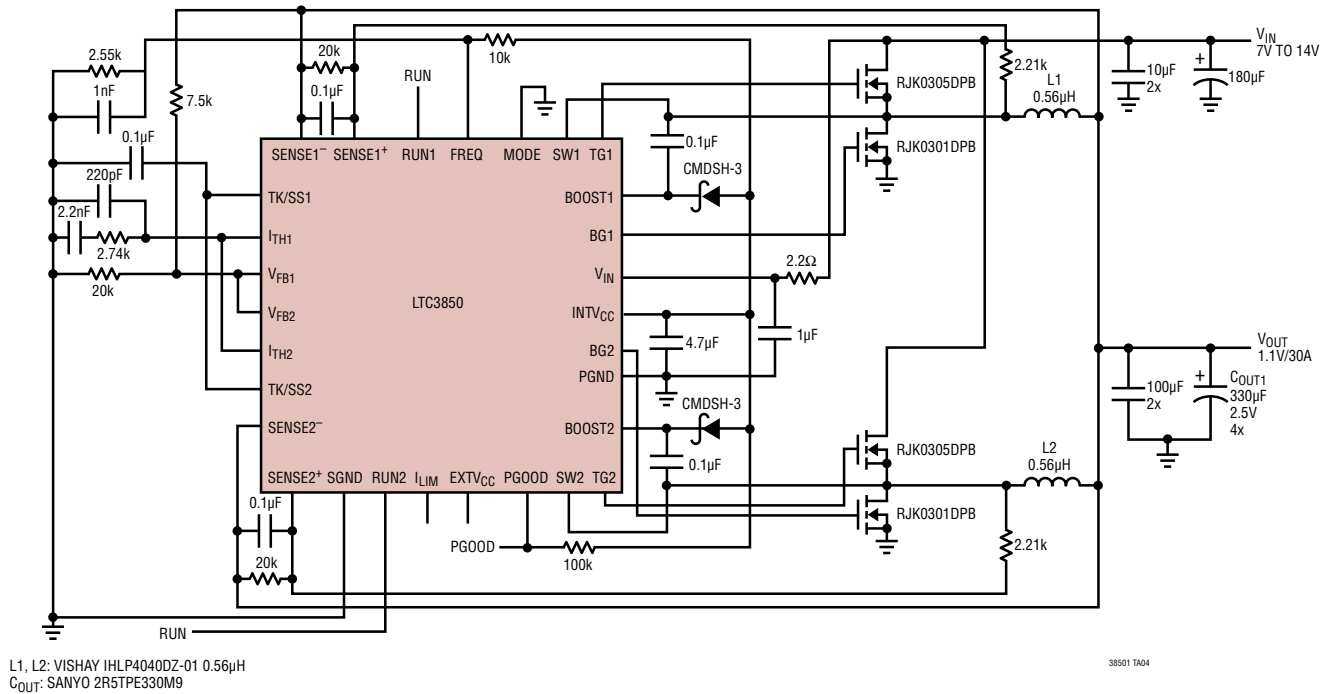 2.55k
1nF
0.1µF
220pF
2.2nF
2.74k
20k
7.5k
20k
0.1µF
RUN
10k
SENSE1– SENSE1+ RUN1 FREQ MODE SW1 TG1
TK/SS1
ITH1
VFB1
VFB2
ITH2
TK/SS2
SENSE2–
LTC3850
BOOST1
BG1
VIN
INTVCC
BG2
PGND
BOOST2
SENSE2+ SGND RUN2 ILIM EXTVCC PGOOD SW2 TG2
0.1µF
CMDSH-3
2.2Ω
4.7µF
1µF
CMDSH-3
0.1µF
RJK0305DPB
RJK0301DPB
2.21k
L1
0.56µH
10µF
2x
+
180µF
VIN
7V TO 14V
VOUT
1.1V/30A
100µF
2x
+
COUT1
330µF
2.5V
4x
RJK0305DPB
RJK0301DPB
L2
0.56µH
2.21k
0.1µF
20k
PGOOD
100k
RUN
L1, L2: VISHAY IHLP4040DZ-01 0.56µH
COUT: SANYO 2R5TPE330M9
38501 TA04